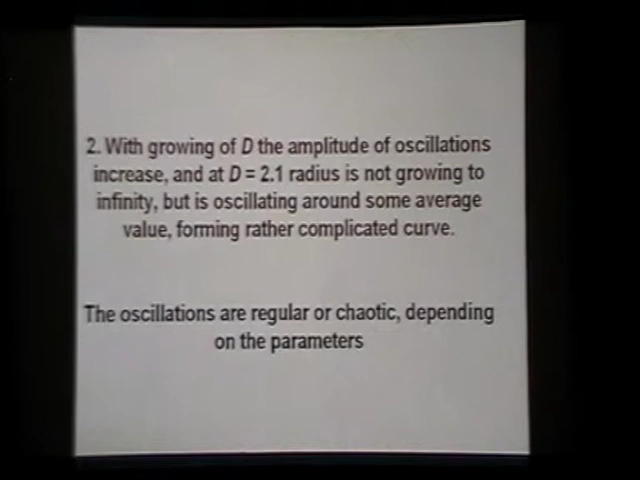 2. With growing of D the amplitude of oscillations
increase, and at D = 2.1 radius is not growing to
infinity, but is oscillating around some average
value, forming rather complicated curve.
The oscillations are regular or chaotic, depending
on the parameters